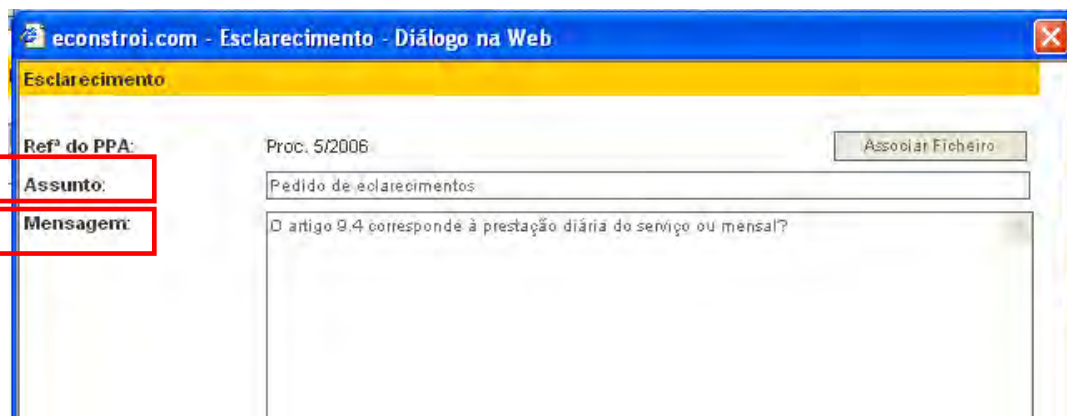 econstroi.com - Esclarecimento - Diálogo na Web
Esclarecimento
Refª do PPA: Proc. 5/2006 Associar Ficheiro
Assunto: Pedido de eclarecimentos
Mensagem: O artigo 9.4 corresponde à prestação diária do serviço ou mensal?